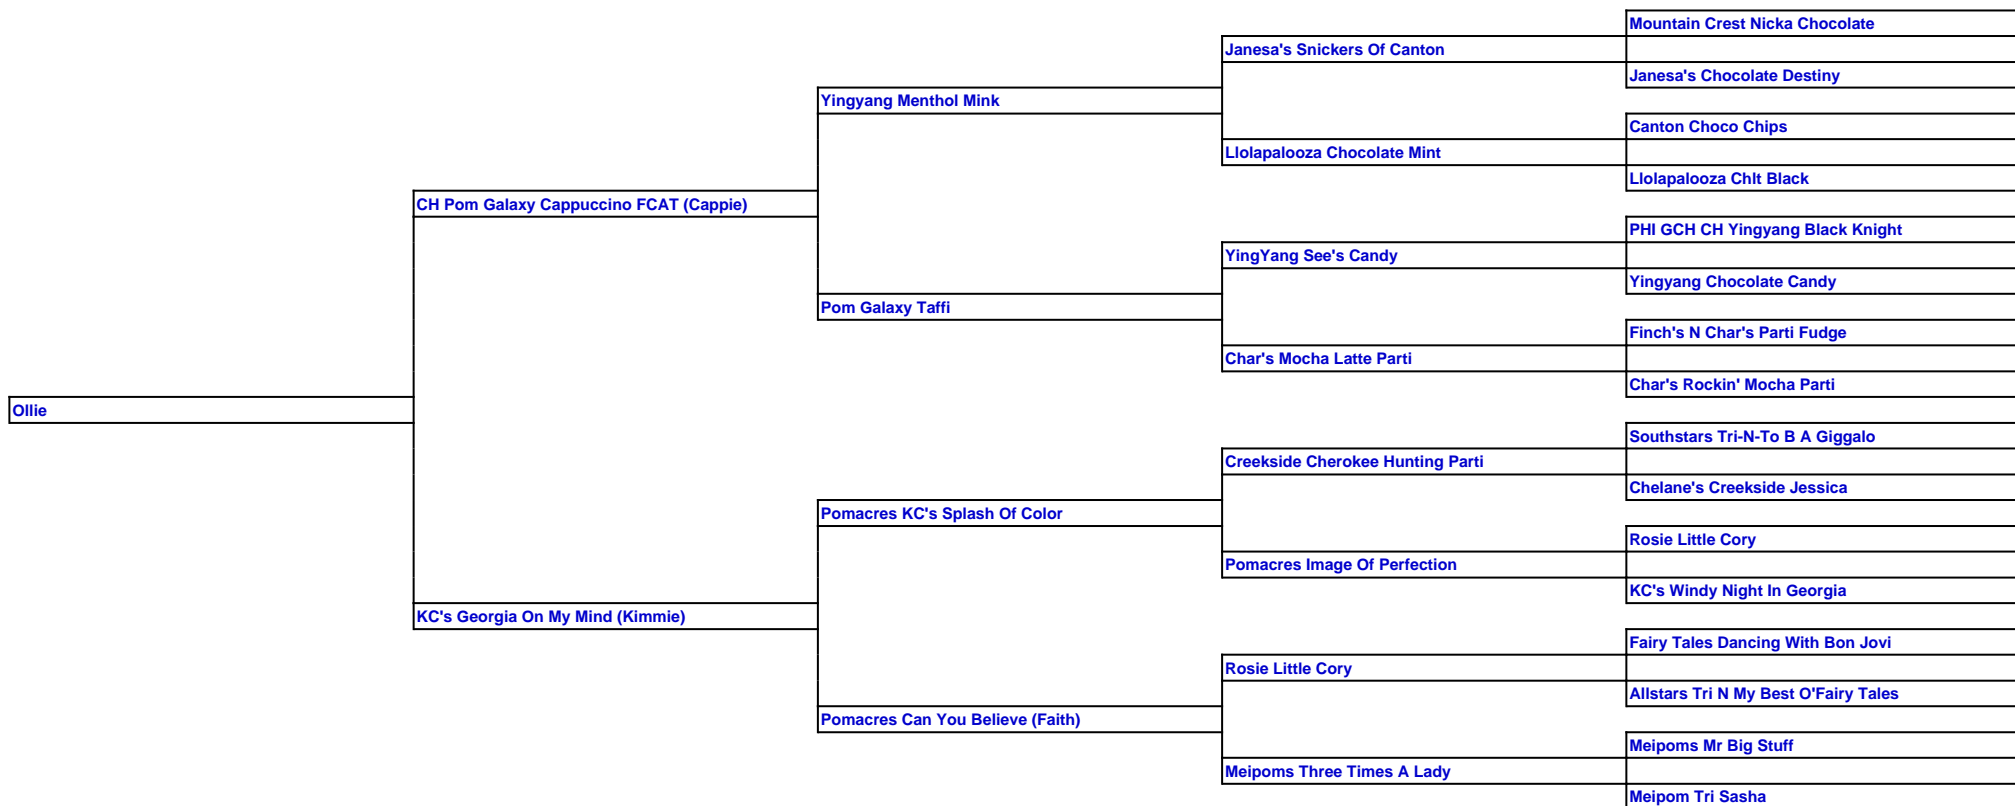 Mountain Crest Nicka Chocolate
Janesa's Snickers Of Canton
Janesa's Chocolate Destiny
Yingyang Menthol Mink
Canton Choco Chips
Llolapalooza Chocolate Mint
Llolapalooza Chlt Black
CH Pom Galaxy Cappuccino FCAT (Cappie)
PHI GCH CH Yingyang Black Knight
YingYang See's Candy
Yingyang Chocolate Candy
Pom Galaxy Taffi
Finch's N Char's Parti Fudge
Char's Mocha Latte Parti
Char's Rockin' Mocha Parti
Ollie
Southstars Tri-N-To B A Giggalo
Creekside Cherokee Hunting Parti
Chelane's Creekside Jessica
Pomacres KC's Splash Of Color
Rosie Little Cory
Pomacres Image Of Perfection
KC's Windy Night In Georgia
KC's Georgia On My Mind (Kimmie)
Fairy Tales Dancing With Bon Jovi
Rosie Little Cory
Allstars Tri N My Best O'Fairy Tales
Pomacres Can You Believe (Faith)
Meipoms Mr Big Stuff
Meipoms Three Times A Lady
Meipom Tri Sasha